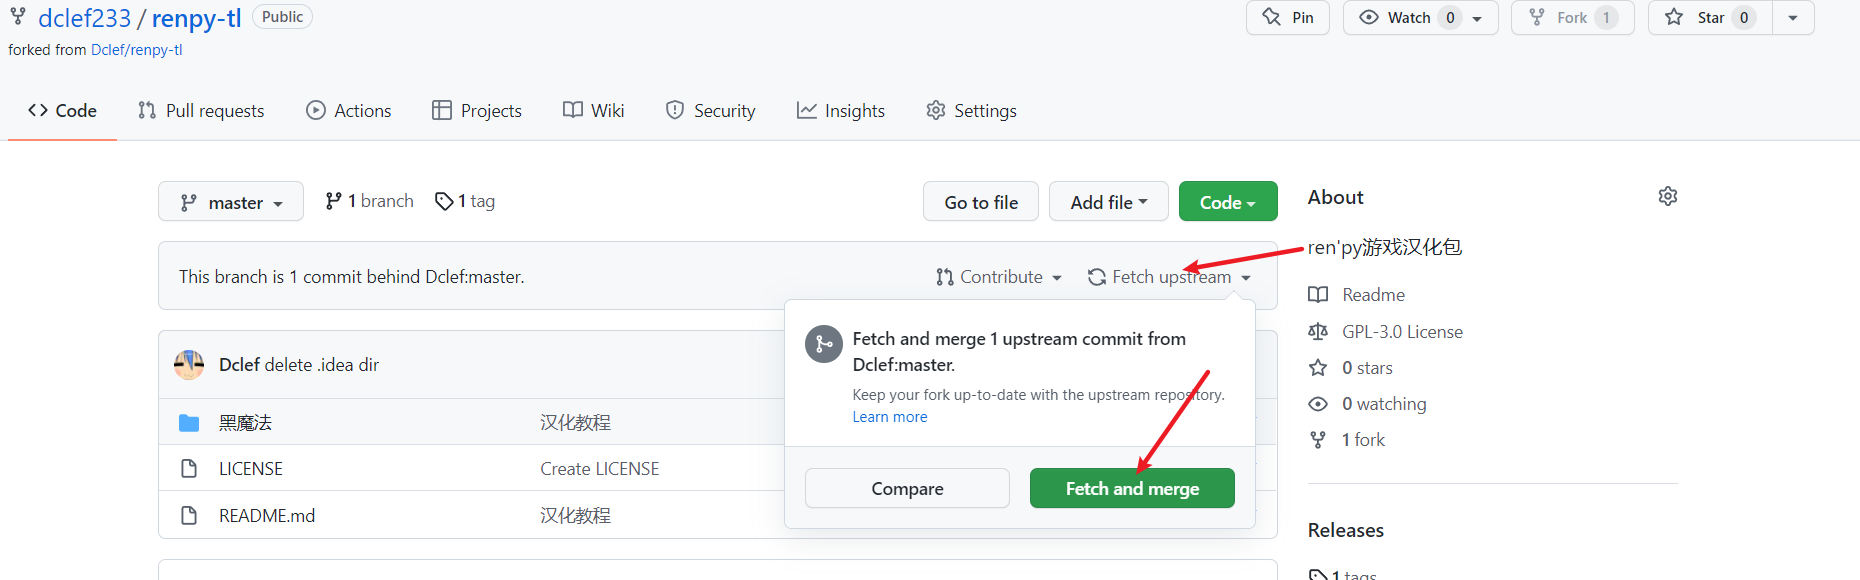 dclef233 / renpy-tl Public
Pin
Watch 0
Fork 1
Star 0
forked from Dclef/renpy-tl
Code
Pull requests
Actions
Projects
Wiki
Security
Insights
Settings
master
1 branch
1 tag
Go to file
Add file
Code
This branch is 1 commit behind Dclef:master.
Contribute
Fetch upstream
Fetch and merge 1 upstream commit from
Dclef:master.
Keep your fork up-to-date with the upstream repository.
Learn more
Compare
Fetch and merge
Dclef delete .idea dir
黑魔法
汉化教程
LICENSE
Create LICENSE
README.md
汉化教程
About
ren'py游戏汉化包
Readme
GPL-3.0 License
0 stars
0 watching
1 fork
Releases
1 tags